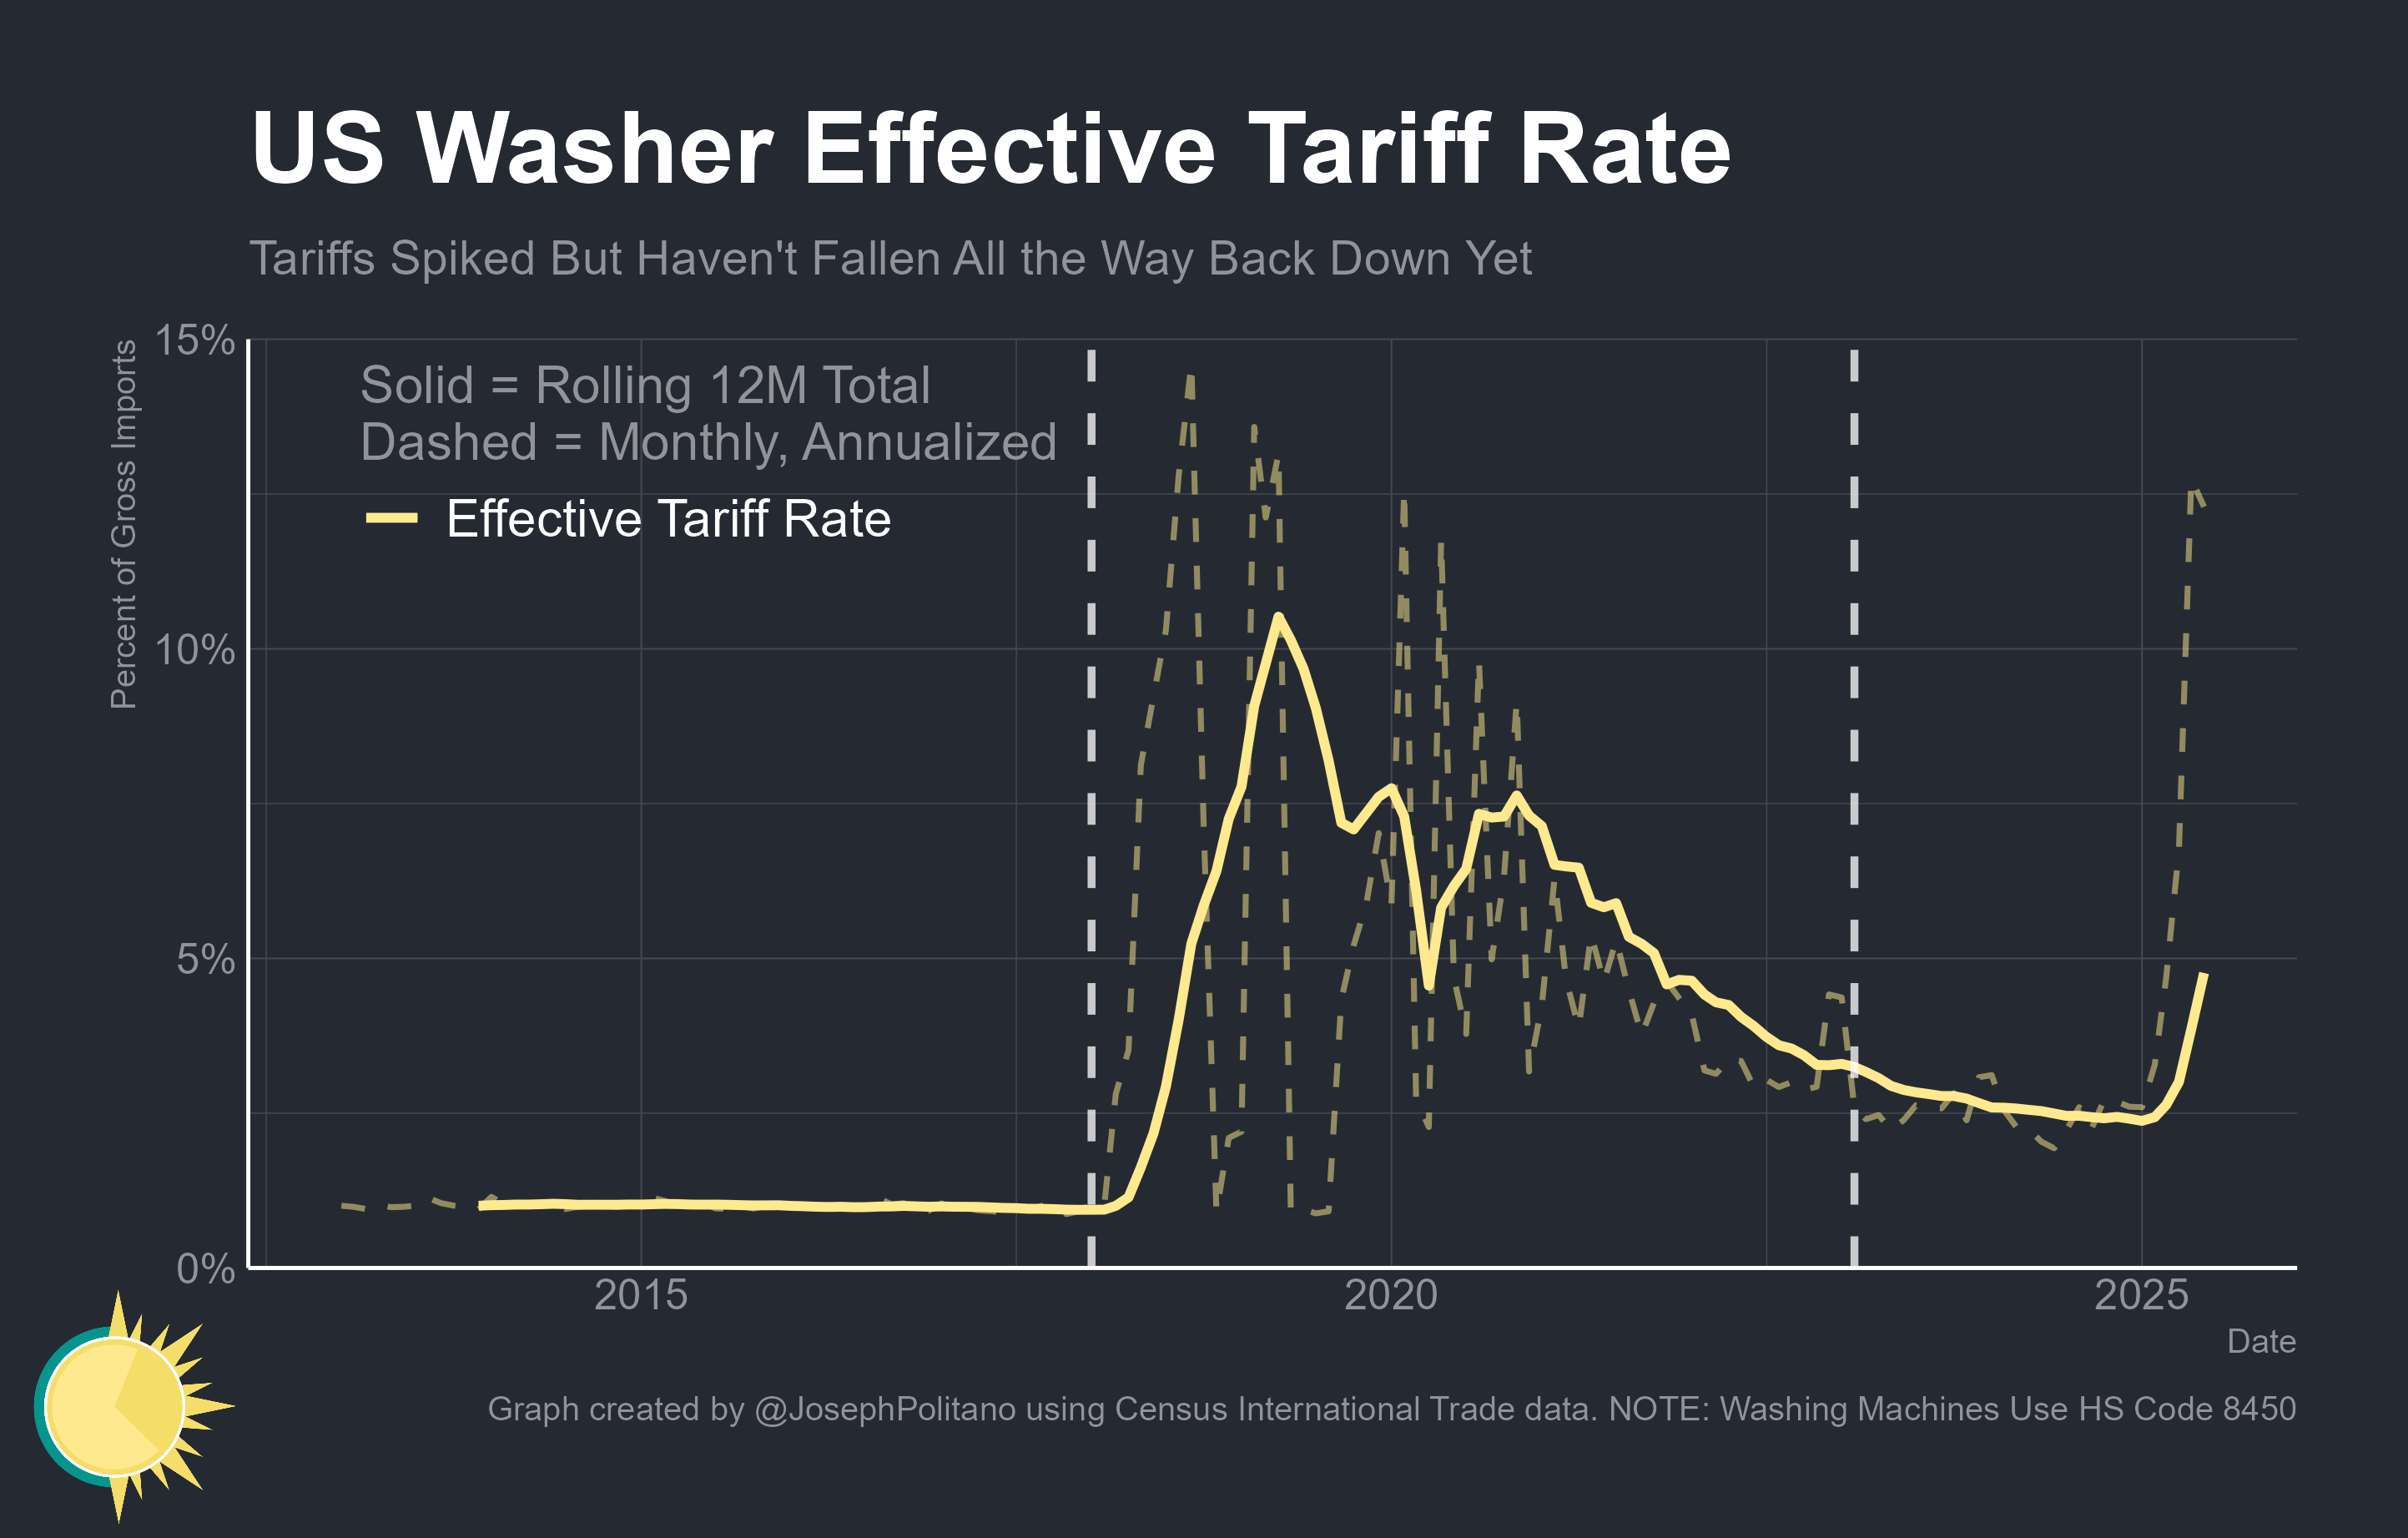 US Washer Effective Tariff Rate
Tariffs Spiked But Haven't Fallen All the Way Back Down Yet
Percent of Gross Imports
15%
10%
5%
0%
Solid = Rolling 12M Total
Dashed = Monthly, Annualized
Effective Tariff Rate
2015
2020
2025
Date
Graph created by @JosephPolitano using Census International Trade data. NOTE: Washing Machines Use HS Code 8450